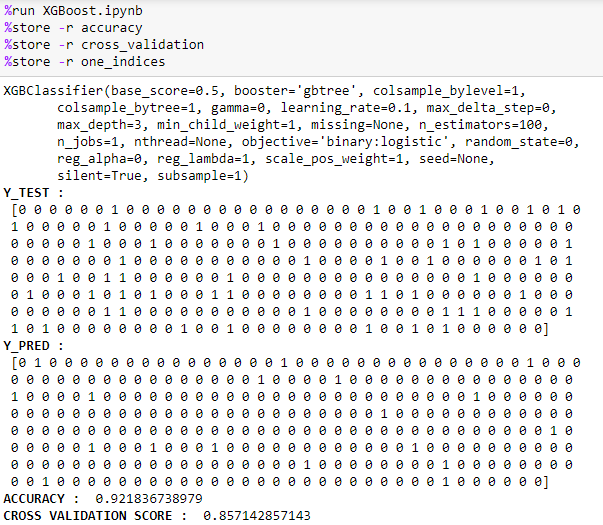 %run XGBoost.ipynb
%store -r accuracy
%store -r cross_validation
%store -r one_indices
XGBClassifier(base_score=0.5, booster='gbtree', colsample_bylevel=1,
colsample_bytree=1, gamma=0, learning_rate=0.1, max_delta_step=0,
max_depth=3, min_child_weight=1, missing=None, n_estimators=100,
n_jobs=1, nthread=None, objective='binary:logistic', random_state=0,
reg_alpha=0, reg_lambda=1, scale_pos_weight=1, seed=None,
silent=True, subsample=1)
Y_TEST :
[0 0 0 0 0 0 1 0 0 0 0 0 0 0 0 0 0 0 0 0 0 0 0 1 0 0 1 0 0 0 1 0 0 1 0 1 0
1 0 0 0 0 0 1 0 0 0 0 0 1 0 0 0 1 0 0 0 0 0 0 0 0 0 0 0 0 0 0 0 0 0 0 0 0
0 0 0 0 0 1 0 0 0 1 0 0 0 0 0 0 0 1 0 0 0 0 0 0 0 0 0 0 1 0 1 0 0 0 0 0 1
0 0 0 0 0 0 0 1 0 0 0 0 0 0 0 0 0 0 0 1 0 0 0 0 1 0 0 1 0 0 0 0 0 0 1 0 1
0 0 0 1 0 0 1 1 0 0 0 0 0 0 1 0 0 0 0 0 0 0 0 0 0 0 0 0 0 0 1 0 0 0 0 0 0
0 1 0 0 0 1 0 1 0 1 0 0 0 1 1 0 0 0 0 0 0 0 0 1 1 0 1 0 0 0 0 0 0 1 0 0 0
0 0 0 0 0 0 1 1 0 0 0 0 0 0 0 0 0 0 0 1 0 0 0 0 0 0 0 0 1 1 1 0 0 0 0 1 1
1 0 1 0 0 0 0 0 0 0 0 1 0 0 1 0 0 0 0 0 0 0 0 1 0 0 1 0 1 0 0 0 0 0 0]
Y_PRED :
[0 1 0 0 0 0 0 0 0 0 0 0 0 0 0 0 0 1 0 0 0 0 0 0 0 0 0 0 0 0 0 0 0 1 0 0 0
0 0 0 0 0 0 0 0 0 0 0 0 0 0 0 0 1 0 0 0 0 1 0 0 0 0 0 0 0 0 0 0 0 0 0 0 0
1 0 0 0 0 1 0 0 0 0 0 0 0 0 0 0 0 0 0 0 0 0 0 0 0 0 0 0 0 0 1 0 0 0 0 0 0
0 0 0 0 0 0 0 0 0 0 0 0 0 0 0 0 0 0 0 0 0 0 0 0 1 0 0 0 0 0 0 0 0 0 0 0 0
0 0 0 0 0 0 0 0 0 0 0 0 0 0 0 0 0 0 0 0 0 0 0 0 0 0 0 0 0 0 0 0 0 0 0 1 0
0 0 0 0 0 1 0 0 0 1 0 0 0 1 0 0 0 0 0 0 0 0 0 0 0 0 1 0 0 0 0 0 0 0 0 0 0
0 0 0 0 0 0 0 0 0 0 0 0 0 0 0 0 0 0 0 1 0 0 0 0 0 0 0 0 1 0 0 0 0 0 0 0 0
0 0 1 0 0 0 0 0 0 0 0 0 0 0 0 0 0 0 0 0 0 0 0 0 0 0 0 0 1 0 0 0 0 0 0]
ACCURACY : 0.921836738979
CROSS VALIDATION SCORE : 0.857142857143